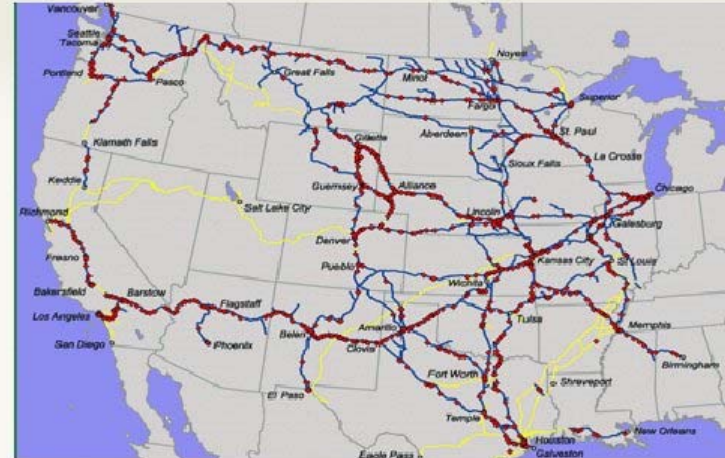 Vancouver
Seattle
Tacoma
Noyes
Great Falls
Minot
Portland
Pasco
Fargo
Superior
Klamath Falls
Gillette
Aberdeen
St. Paul
Sioux Falls
La Crosse
Keddie
Guernsey
Alliance
Chicago
Salt Lake City
Lincoln
Galesburg
Richmond
Denver
Fresno
Pueblo
Kansas City
St Louis
Bakersfield
Barstow
Flagstaff
Wichita
Los Angeles
Amarillo
Tulsa
Memphis
Belen
San Diego
Phoenix
Clovis
Birmingham
Fort Worth
Shreveport
El Paso
Temple
New Orleans
Houston
Galveston
Eagle Pass